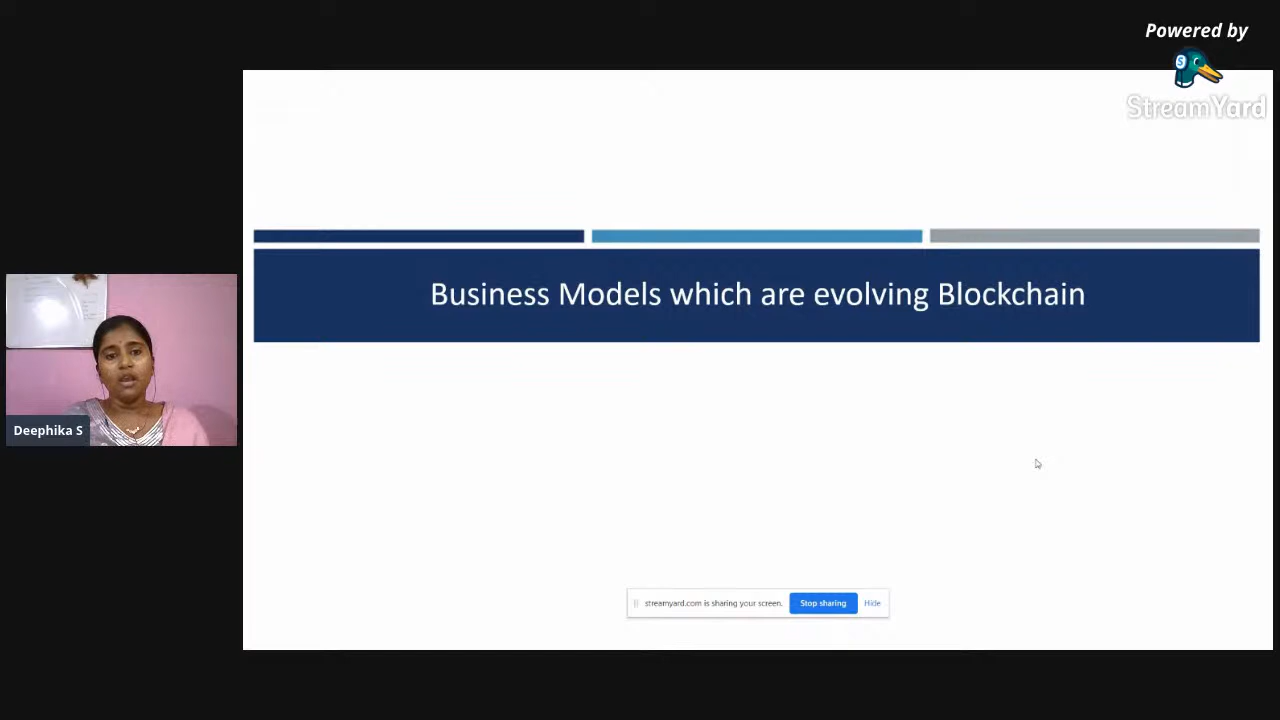 Powered by
StreamYard
Business Models which are evolving Blockchain
Deephika S
streamyard.com is sharing your screen.
Stop sharing
Hide